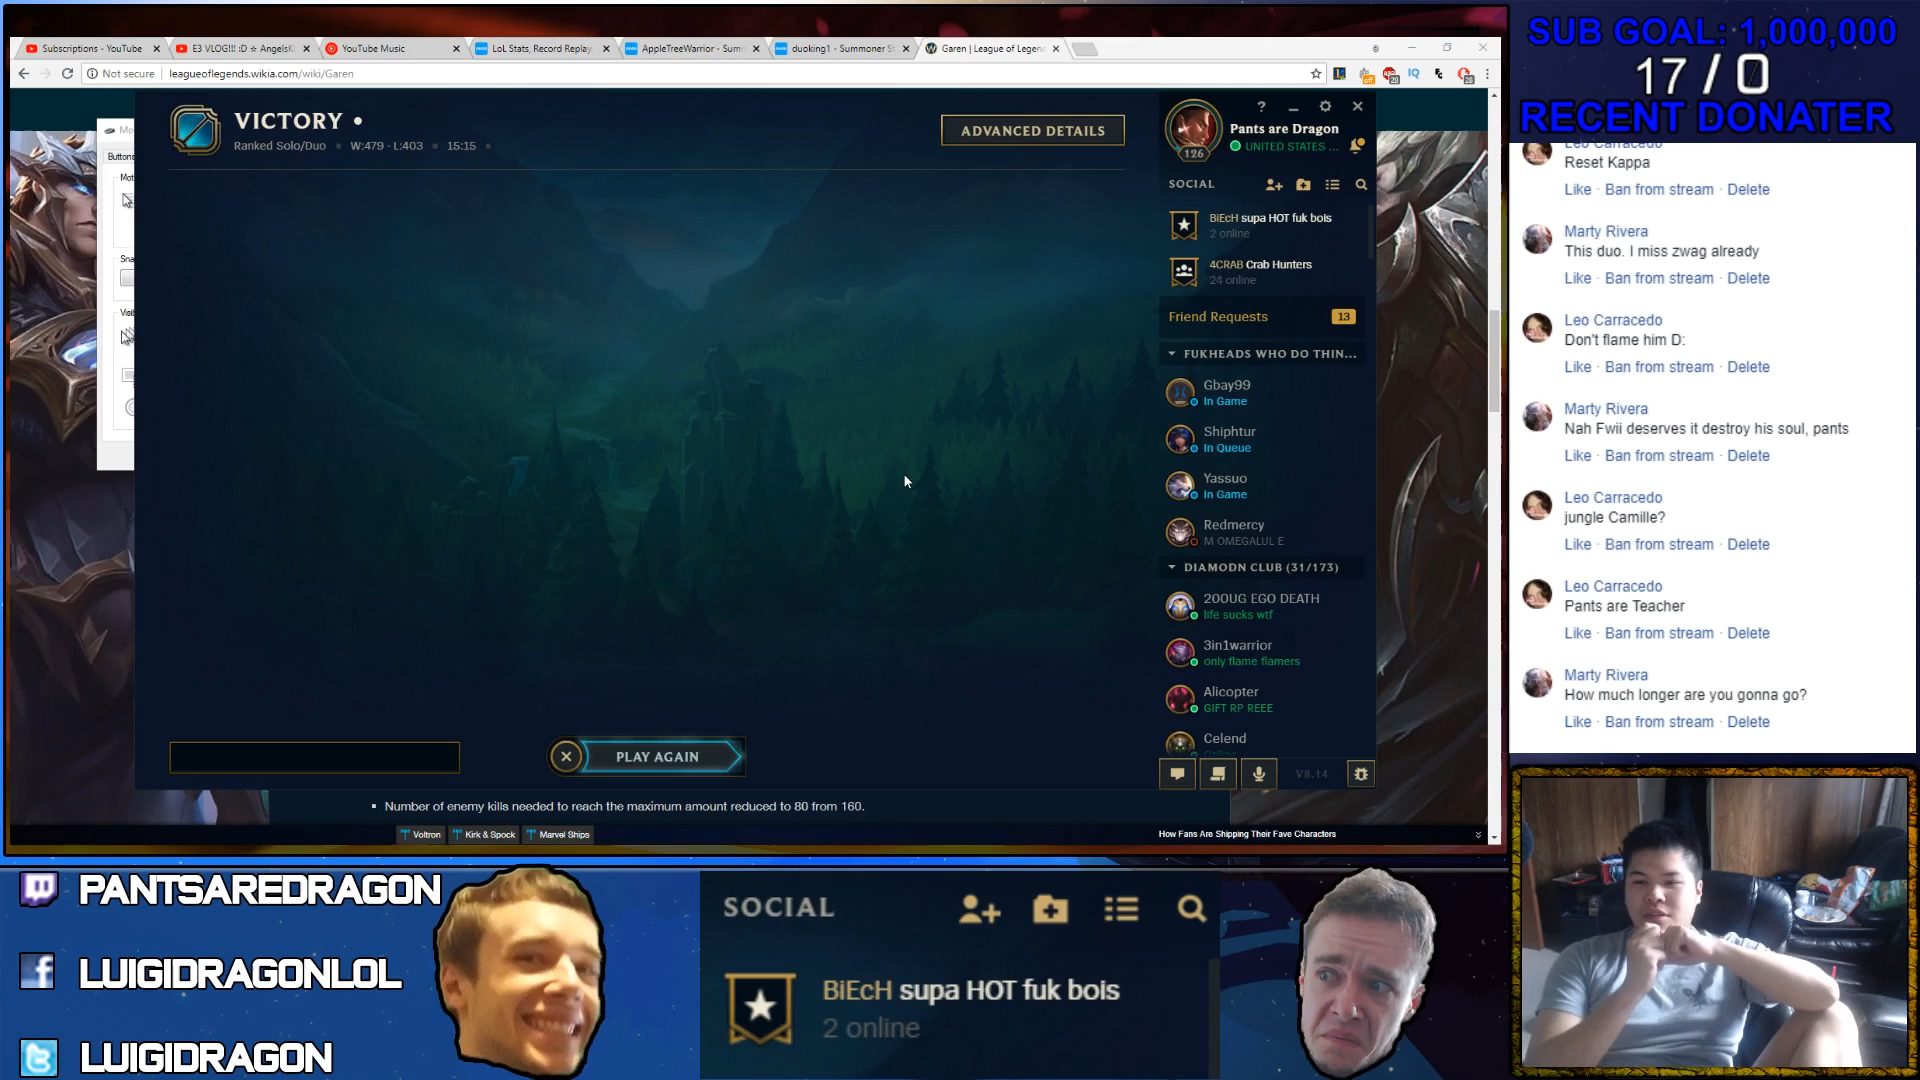 Subscriptions - YouTube
E3 VLOG!!! :D ☆ AngelsK
YouTube Music
LoL Stats, Record Replay,
AppleTreeWarrior - Summ
duoking1 - Summoner St
Garen | League of Legen
Not secure
leagueoflegends.wikia.com/wiki/Garen
Mo
Buttons
Mot
Sna
Visib
VICTORY •
Ranked Solo/Duo • W:479 - L:403 • 15:15 •
ADVANCED DETAILS
Pants are Dragon
UNITED STATES ...
126
SOCIAL
BiEcH supa HOT fuk bois
2 online
4CRAB Crab Hunters
24 online
Friend Requests 13
FUKHEADS WHO DO THIN...
Gbay99
In Game
Shiphtur
In Queue
Yassuo
In Game
Redmercy
M OMEGALUL E
DIAMODN CLUB (31/173)
200UG EGO DEATH
life sucks wtf
3in1warrior
only flame flamers
Alicopter
GIFT RP REEE
Celend
Online
PLAY AGAIN
V8.14
Number of enemy kills needed to reach the maximum amount reduced to 80 from 160.
Voltron
Kirk & Spock
Marvel Ships
How Fans Are Shipping Their Fave Characters
SUB GOAL: 1,000,000
17 / 0
RECENT DONATER
Leo Carracedo
Reset Kappa
Like · Ban from stream · Delete
Marty Rivera
This duo. I miss zwag already
Like · Ban from stream · Delete
Leo Carracedo
Don't flame him D:
Like · Ban from stream · Delete
Marty Rivera
Nah Fwii deserves it destroy his soul, pants
Like · Ban from stream · Delete
Leo Carracedo
jungle Camille?
Like · Ban from stream · Delete
Leo Carracedo
Pants are Teacher
Like · Ban from stream · Delete
Marty Rivera
How much longer are you gonna go?
Like · Ban from stream · Delete
PANTSAREDRAGON
LUIGIDRAGONLOL
LUIGIDRAGON
SOCIAL
BiEcH supa HOT fuk bois
2 online